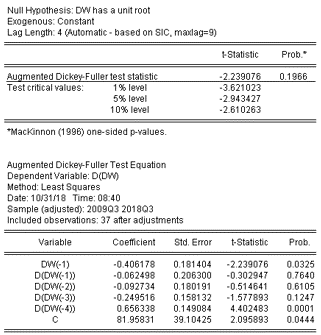 Null Hypothesis: DW has a unit root
Exogenous: Constant
Lag Length: 4 (Automatic - based on SIC, maxlag=9)
t-Statistic Prob.*
Augmented Dickey-Fuller test statistic -2.239076 0.1966
Test critical values: 1% level -3.621023
5% level -2.943427
10% level -2.610263
*MacKinnon (1996) one-sided p-values.
Augmented Dickey-Fuller Test Equation
Dependent Variable: D(DW)
Method: Least Squares
Date: 10/31/18 Time: 08:40
Sample (adjusted): 2009Q3 2018Q3
Included observations: 37 after adjustments
Variable Coefficient Std. Error t-Statistic Prob.
DW(-1) -0.406178 0.181404 -2.239076 0.0325
D(DW(-1)) -0.062498 0.206300 -0.302947 0.7640
D(DW(-2)) -0.092734 0.180191 -0.514641 0.6105
D(DW(-3)) -0.249516 0.158132 -1.577893 0.1247
D(DW(-4)) 0.656338 0.149084 4.402483 0.0001
C 81.95831 39.10425 2.095893 0.0444